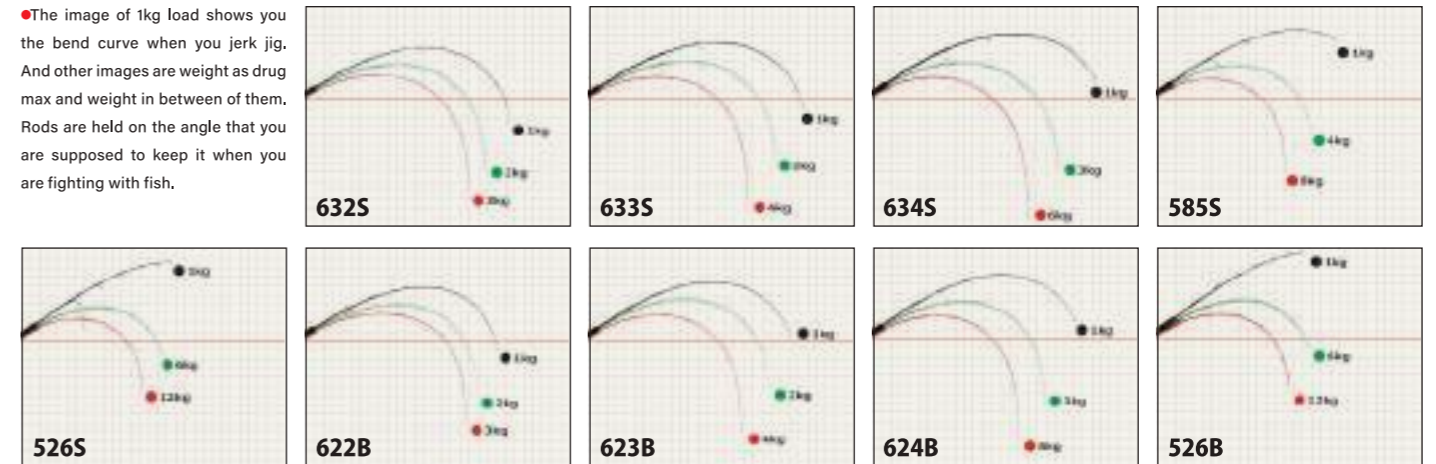 ●The image of 1kg load shows you
the bend curve when you jerk jig.
And other images are weight as drug
max and weight in between of them.
Rods are held on the angle that you
are supposed to keep it when you
are fighting with fish.
1kg
2kg
3kg
632S
1kg
4kg
633S
1kg
3kg
6kg
634S
1kg
4kg
8kg
585S
1kg
6kg
12kg
526S
1kg
2kg
3kg
622B
1kg
2kg
4kg
623B
1kg
3kg
624B
1kg
6kg
12kg
526B